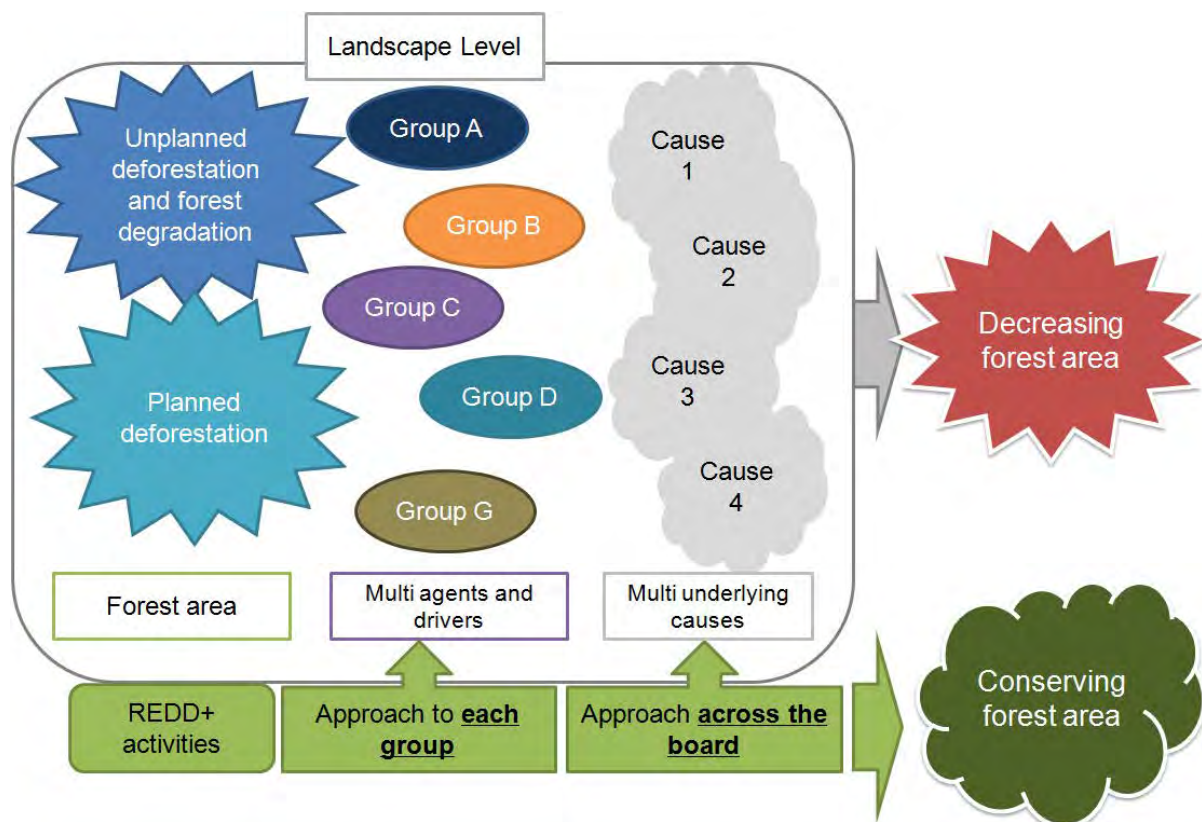 Landscape Level
Unplanned
deforestation
and forest
degradation
Planned
deforestation
Group A
Group B
Group C
Group D
Group G
Cause
1
Cause
2
Cause
3
Cause
4
Decreasing
forest area
Forest area
Multi agents and
drivers
Multi underlying
causes
REDD+
activities
Approach to each
group
Approach across the
board
Conserving
forest area